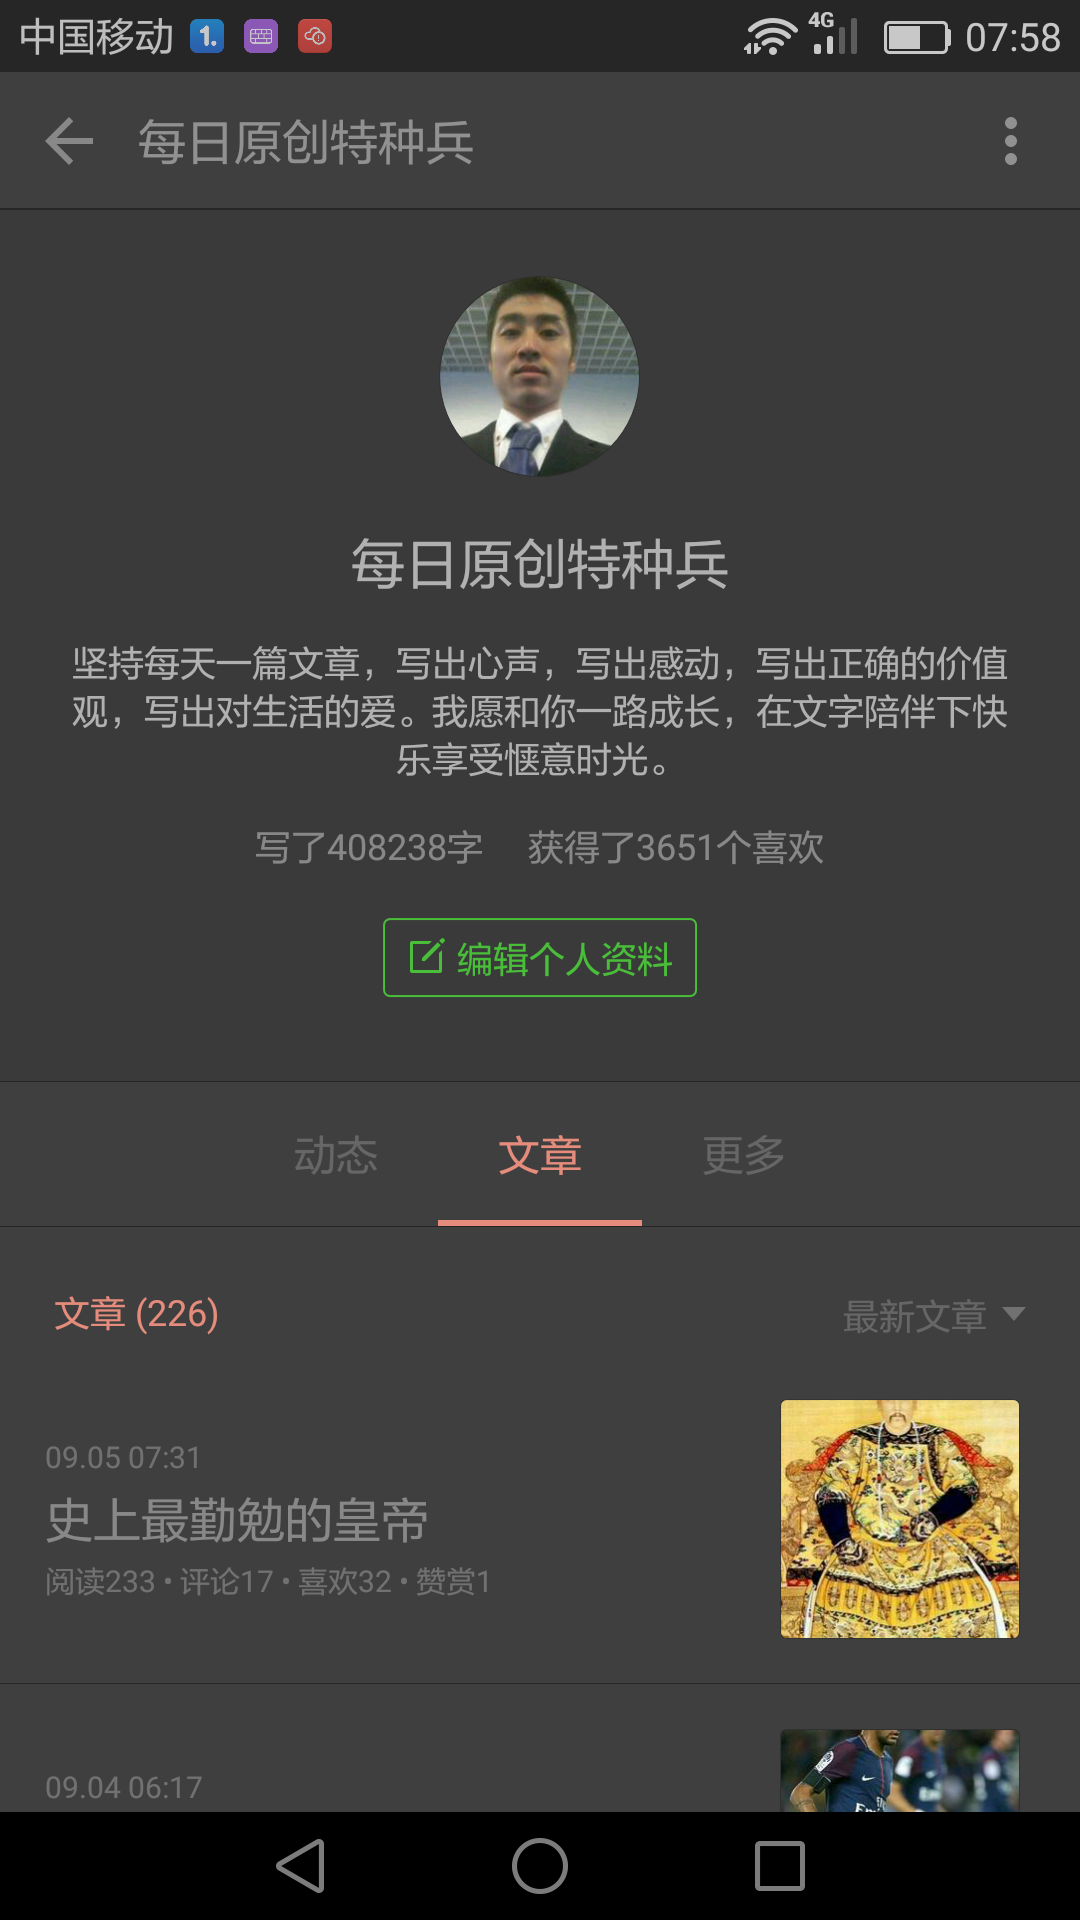 中国移动 1. 4G 07:58
每日原创特种兵
每日原创特种兵
坚持每天一篇文章，写出心声，写出感动，写出正确的价值
观，写出对生活的爱。我愿和你一路成长，在文字陪伴下快
乐享受惬意时光。
写了408238字 获得了3651个喜欢
编辑个人资料
动态 文章 更多
文章 (226) 最新文章
09.05 07:31
史上最勤勉的皇帝
阅读233 • 评论17 • 喜欢32 • 赞赏1
09.04 06:17